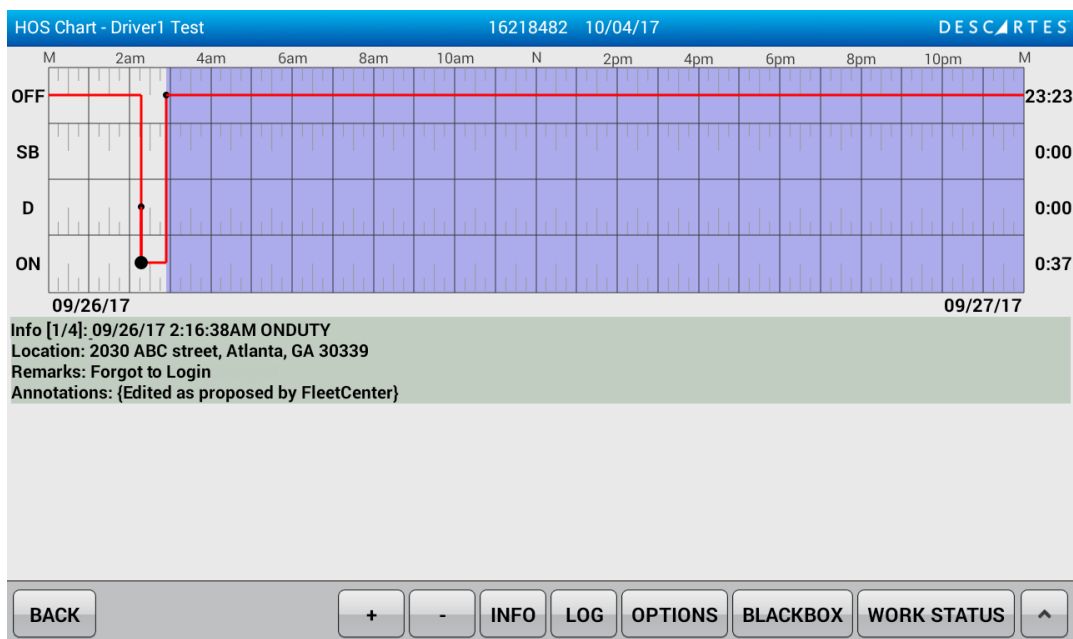 HOS Chart - Driver1 Test 16218482 10/04/17 DESCARTES
M 2am 4am 6am 8am 10am N 2pm 4pm 6pm 8pm 10pm M
OFF 23:23
SB 0:00
D 0:00
ON 0:37
09/26/17 09/27/17
Info [1/4]: 09/26/17 2:16:38AM ONDUTY
Location: 2030 ABC street, Atlanta, GA 30339
Remarks: Forgot to Login
Annotations: {Edited as proposed by FleetCenter}
BACK + - INFO LOG OPTIONS BLACKBOX WORK STATUS ^